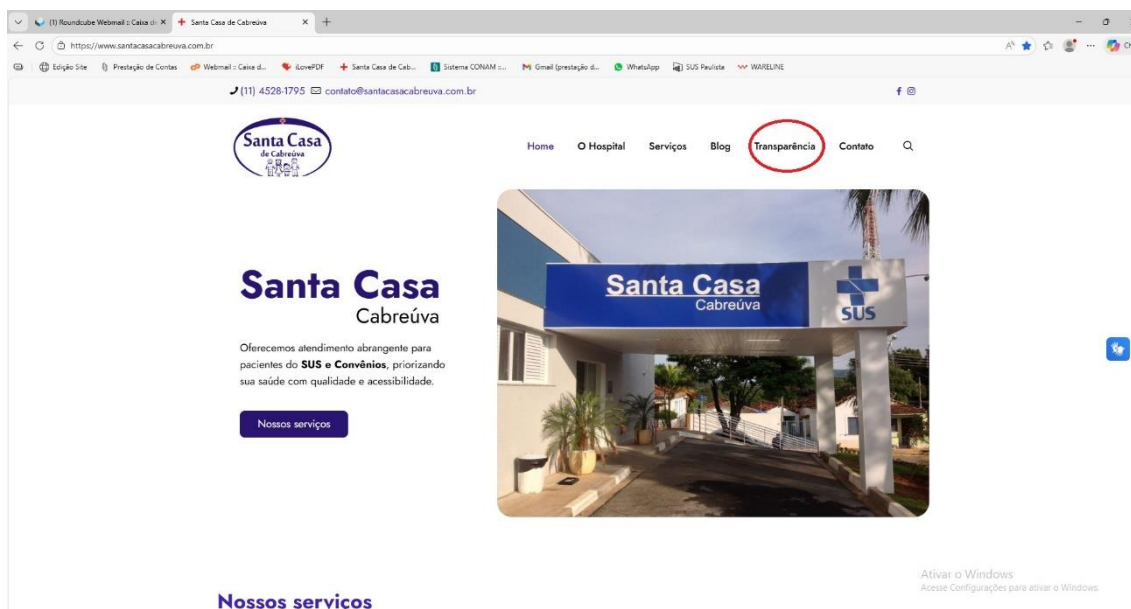 (1) Roundcube Webmail :: Caixa de
Santa Casa de Cabreúva
https://www.santacasacabreuva.com.br
Edição Site
Prestação de Contas
Webmail :: Caixa d...
iLovePDF
Santa Casa de Cab...
Sistema CONAM ::...
Gmail (prestação d...
WhatsApp
SUS Paulista
WARELINE
(11) 4528-1795 contato@santacasacabreuva.com.br
Santa Casa
de Cabreúva
Home O Hospital Serviços Blog Transparência Contato
Santa Casa
Cabreúva
SUS
Santa Casa
Cabreúva
Oferecemos atendimento abrangente para
pacientes do SUS e Convênios, priorizando
sua saúde com qualidade e acessibilidade.
Nossos serviços
Ativar o Windows
Acesse Configurações para ativar o Windows.
Nossos serviços